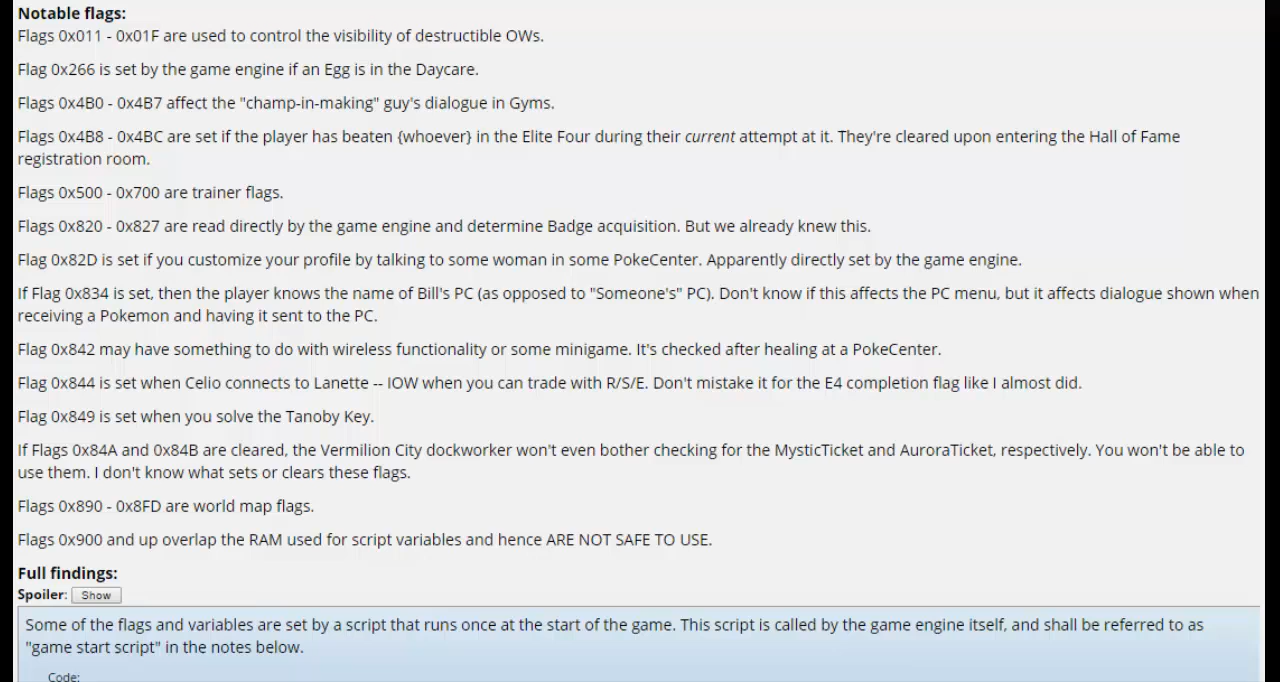 Notable flags:
Flags 0x011 - 0x01F are used to control the visibility of destructible OWs.
Flag 0x266 is set by the game engine if an Egg is in the Daycare.
Flags 0x4B0 - 0x4B7 affect the "champ-in-making" guy's dialogue in Gyms.
Flags 0x4B8 - 0x4BC are set if the player has beaten {whoever} in the Elite Four during their current attempt at it. They're cleared upon entering the Hall of Fame
registration room.
Flags 0x500 - 0x700 are trainer flags.
Flags 0x820 - 0x827 are read directly by the game engine and determine Badge acquisition. But we already knew this.
Flag 0x82D is set if you customize your profile by talking to some woman in some PokeCenter. Apparently directly set by the game engine.
If Flag 0x834 is set, then the player knows the name of Bill's PC (as opposed to "Someone's" PC). Don't know if this affects the PC menu, but it affects dialogue shown when
receiving a Pokemon and having it sent to the PC.
Flag 0x842 may have something to do with wireless functionality or some minigame. It's checked after healing at a PokeCenter.
Flag 0x844 is set when Celio connects to Lanette -- IOW when you can trade with R/S/E. Don't mistake it for the E4 completion flag like I almost did.
Flag 0x849 is set when you solve the Tanoby Key.
If Flags 0x84A and 0x84B are cleared, the Vermilion City dockworker won't even bother checking for the MysticTicket and AuroraTicket, respectively. You won't be able to
use them. I don't know what sets or clears these flags.
Flags 0x890 - 0x8FD are world map flags.
Flags 0x900 and up overlap the RAM used for script variables and hence ARE NOT SAFE TO USE.
Full findings:
Spoiler: Show
Some of the flags and variables are set by a script that runs once at the start of the game. This script is called by the game engine itself, and shall be referred to as
"game start script" in the notes below.
Code: